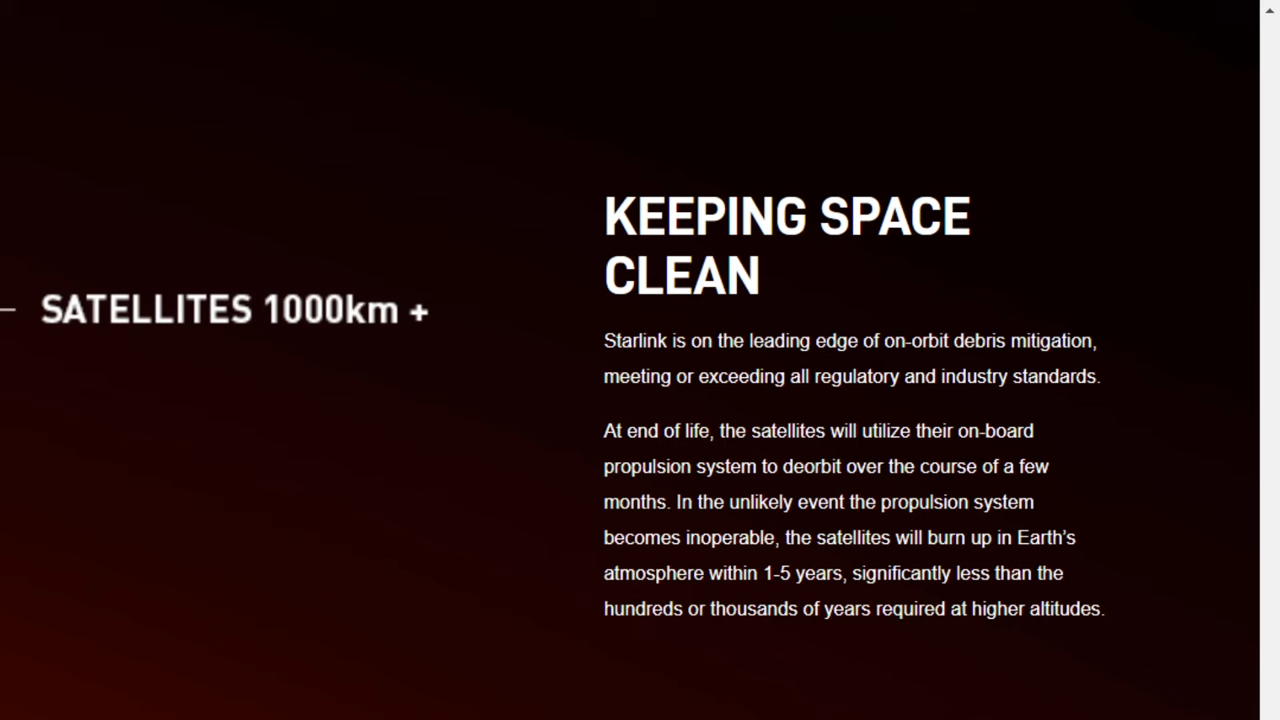 SATELLITES 1000km +
KEEPING SPACE
CLEAN
Starlink is on the leading edge of on-orbit debris mitigation,
meeting or exceeding all regulatory and industry standards.
At end of life, the satellites will utilize their on-board
propulsion system to deorbit over the course of a few
months. In the unlikely event the propulsion system
becomes inoperable, the satellites will burn up in Earth’s
atmosphere within 1-5 years, significantly less than the
hundreds or thousands of years required at higher altitudes.